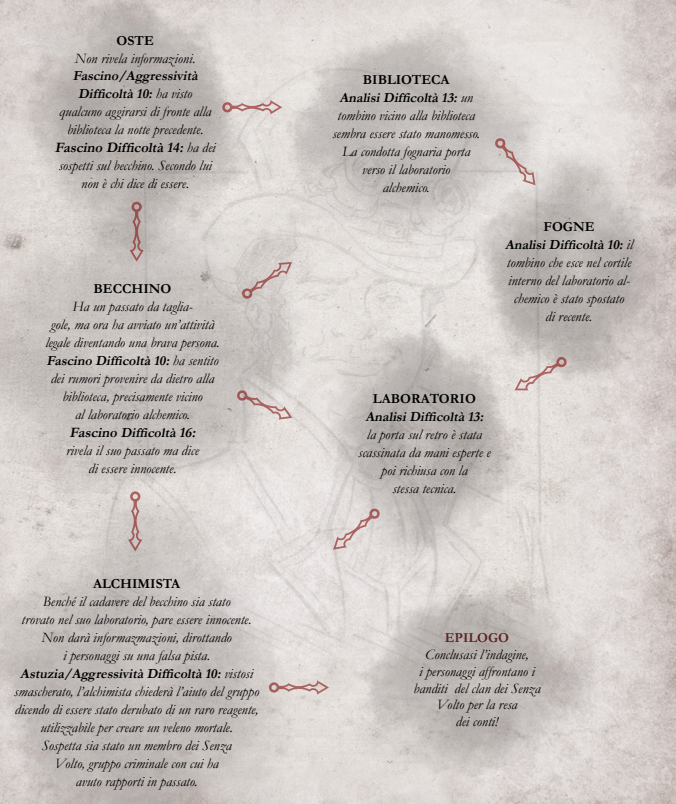 OSTE
Non rivela informazioni.
Fascino/Aggressività
Difficoltà 10: ha visto
qualcuno aggirarsi di fronte alla
biblioteca la notte precedente.
Fascino Difficoltà 14: ha dei
sospetti sul becchino. Secondo lui
non è chi dice di essere.
BIBLIOTECA
Analisi Difficoltà 13: un
tombino vicino alla biblioteca
sembra essere stato manomesso.
La condotta fognaria porta
verso il laboratorio
alchemico.
FOGNE
Analisi Difficoltà 10: il
tombino che esce nel cortile
interno del laboratorio al-
chemico è stato spostato
di recente.
BECCHINO
Ha un passato da taglia-
gole, ma ora ha avviato un'attività
legale diventando una brava persona.
Fascino Difficoltà 10: ha sentito
dei rumori provenire da dietro alla
biblioteca, precisamente vicino
al laboratorio alchemico.
Fascino Difficoltà 16:
rivela il suo passato ma dice
di essere innocente.
LABORATORIO
Analisi Difficoltà 13:
la porta sul retro è stata
scassinata da mani esperte e
poi richiusa con la
stessa tecnica.
ALCHIMISTA
Benché il cadavere del becchino sia stato
trovato nel suo laboratorio, pare essere innocente.
Non darà informazmazioni, dirottando
i personaggi su una falsa pista.
Astuzia/Aggressività Difficoltà 10: vistosi
smascherato, l'alchimista chiederà l'aiuto del gruppo
dicendo di essere stato derubato di un raro reagente,
utilizzabile per creare un veleno mortale.
Sospetta sia stato un membro dei Senza
Volto, gruppo criminale con cui ha
avuto rapporti in passato.
EPILOGO
Conclusasi l'indagine,
i personaggi affrontano i
banditi del clan dei Senza
Volto per la resa
dei conti!